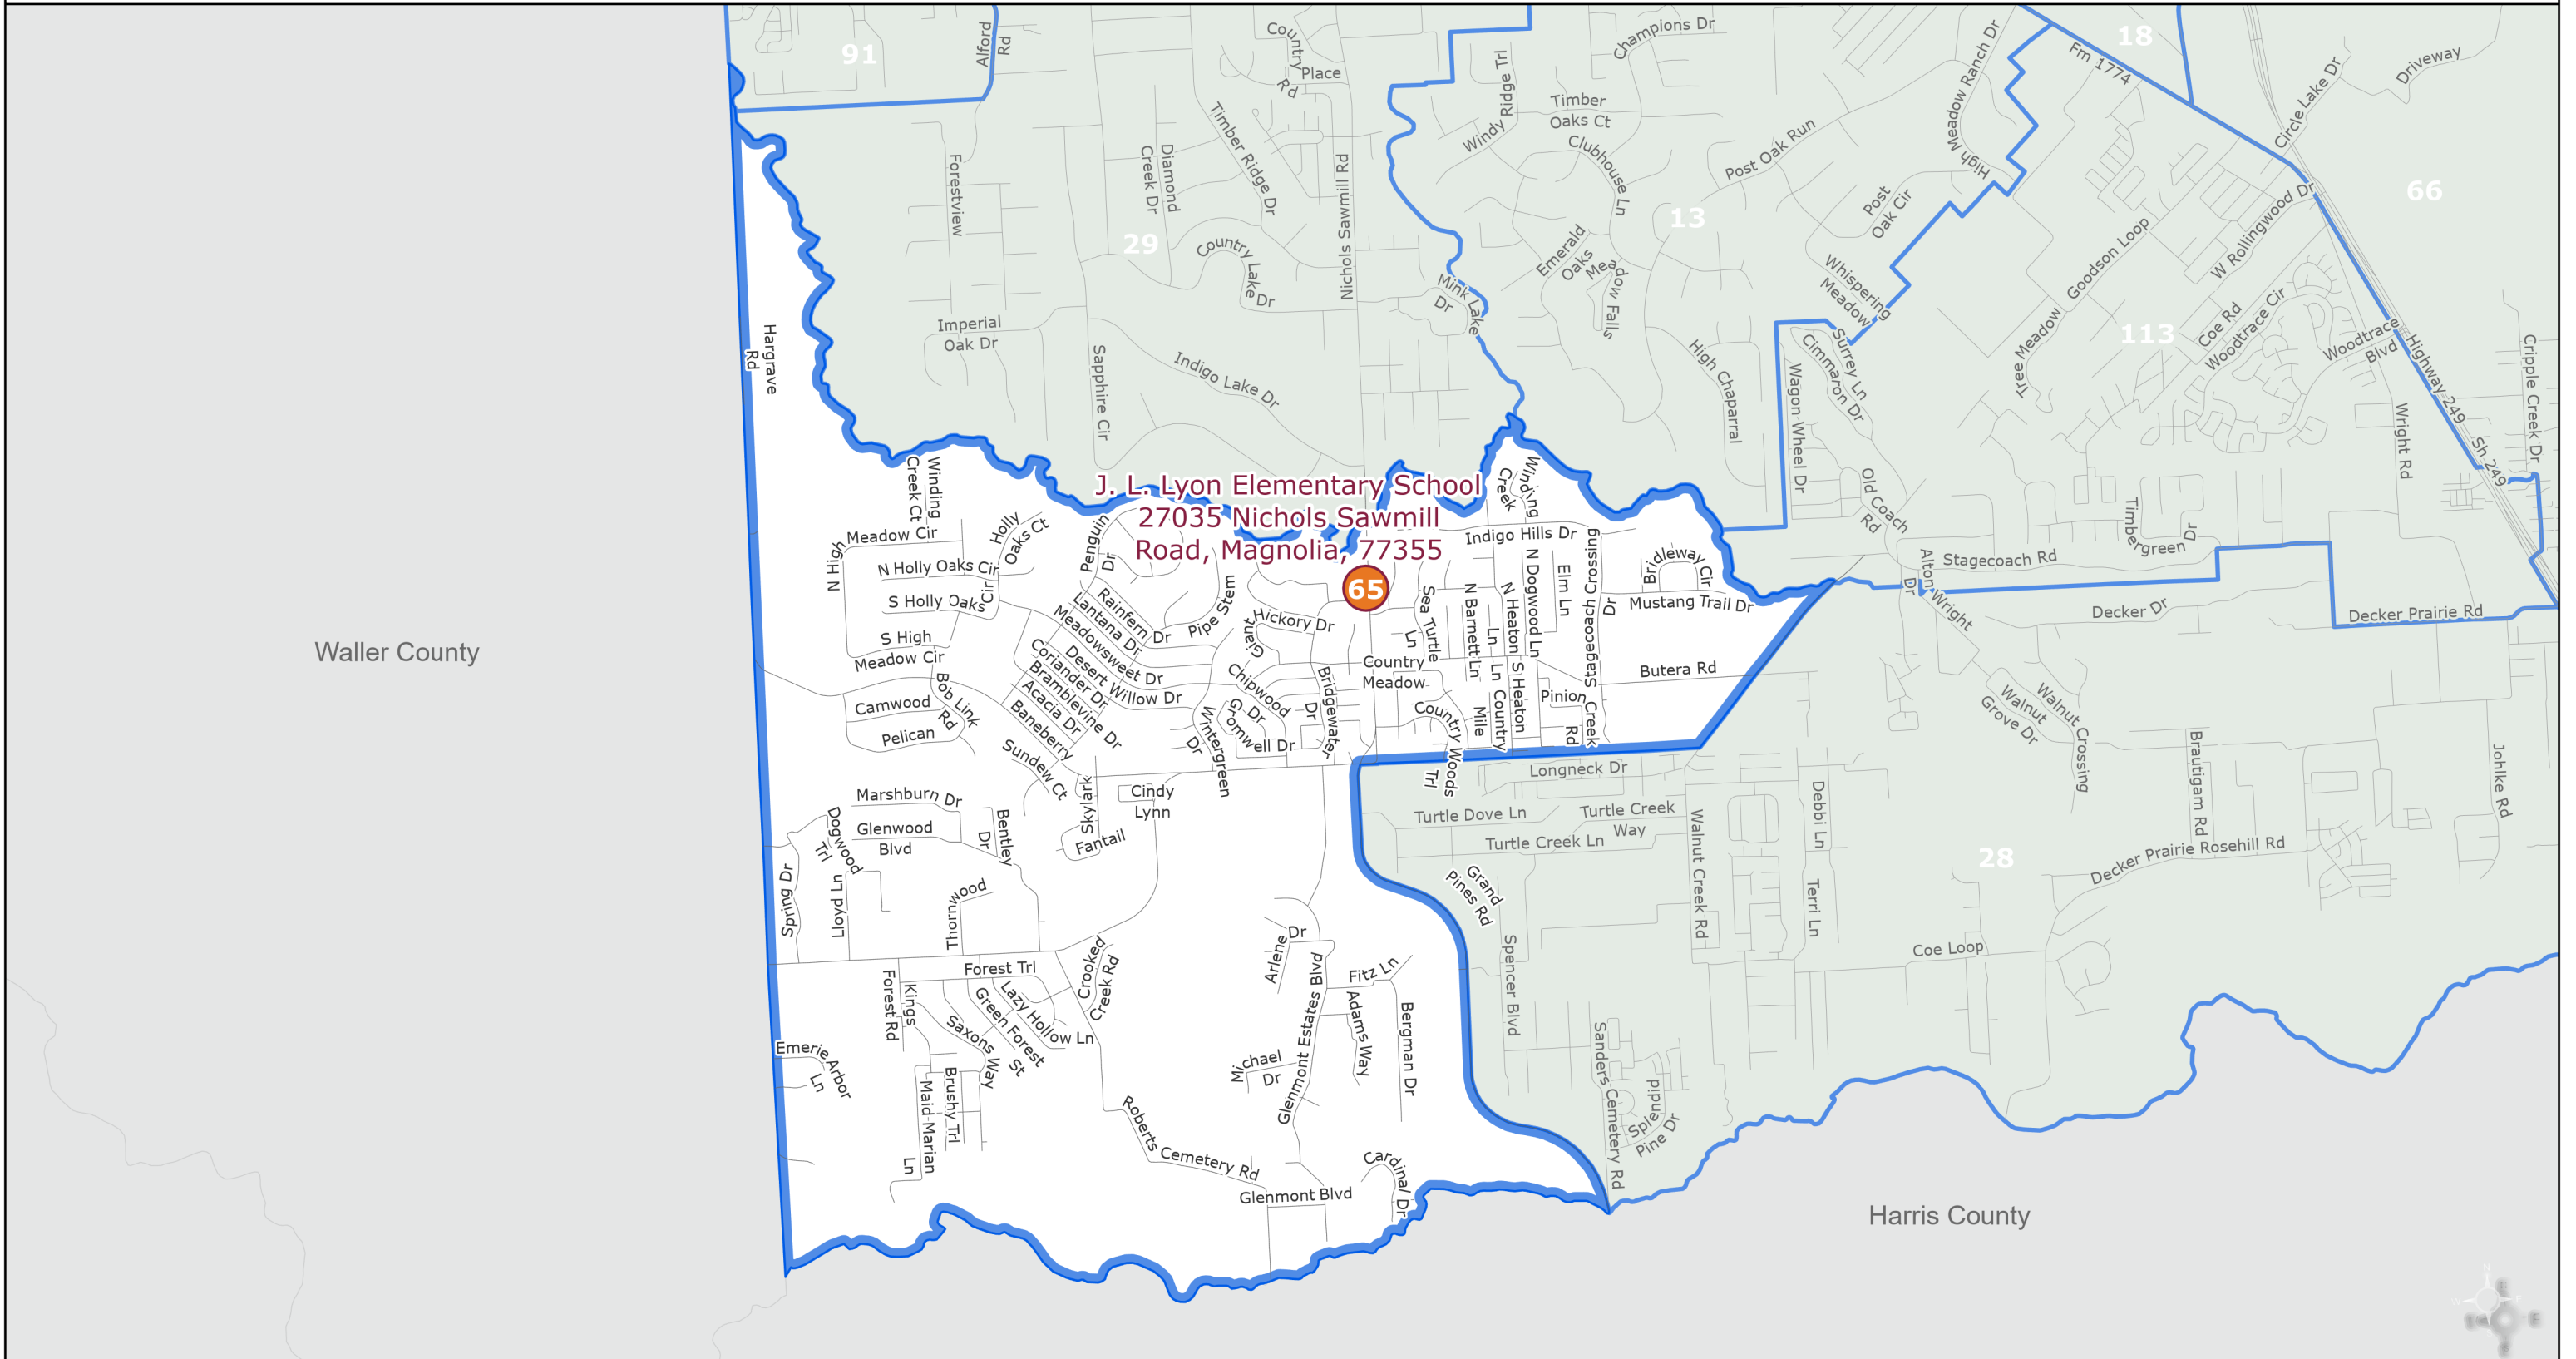 91
Alford
Rd
Country
Place
Rd
Champions Dr
18
Fm 1774
Driveway
Circle Lake Dr
High Meadow Ranch Dr
Windy Ridge Trl
Timber
Oaks Ct
Clubhouse Ln
Post Oak Run
Timber Ridge Dr
Diamond
Creek Dr
Forestview
Nichols Sawmill Rd
29
13
66
Post
Oak Cir
W Rollingwood Dr
Goodson Loop
Country Lake Dr
Emerald
Oaks
Meadow Falls
Mink Lake
Dr
Whispering
Meadow
Hargrave
Rd
Imperial
Oak Dr
Sapphire Cir
Indigo Lake Dr
High Chaparral
Surrey Ln
Cimmaron Dr
Wagon Wheel Dr
Tree Meadow
113
Coe Rd
Woodtrace Cir
Woodtrace
Blvd
Highway 249
Sh 249
Cripple Creek Dr
Wright Rd
Winding
Creek Ct
J. L. Lyon Elementary School
27035 Nichols Sawmill
Road, Magnolia, 77355
65
Winding
Creek
Old Coach
Rd
Timbergreen Dr
Stagecoach Rd
Meadow Cir
N High
Holly
Oaks Ct
N Holly Oaks Cir
S Holly Oaks
Cir
S High
Meadow Cir
Penguin
Dr
Rainfern Dr
Lantana Dr
Meadowsweet Dr
Desert Willow Dr
Coriander Dr
Bramblevine Dr
Acacia Dr
Baneberry
Sundew Ct
Pipe Stem
Giant
Hickory Dr
Chipwood
Dr
Gromwell Dr
Wintergreen
Dr
Bridgewater
Dr
Indigo Hills Dr
Sea Turtle
Ln
N Barnett Ln
N Heaton
Ln
N Dogwood Ln
Elm Ln
Stagecoach Crossing
Dr
Bridleway Cir
Mustang Trail Dr
Butera Rd
Country
Meadow
Country Woods
Trl
Mile
Ln Country
S Heaton
Pinion
Rd
Creek
Alton Wright
Dr
Decker Dr
Decker Prairie Rd
Waller County
Camwood
Bob Link
Rd
Pelican
Marshburn Dr
Glenwood
Blvd
Dogwood
Trl
Bentley
Dr
Skylark
Fantail
Cindy
Lynn
Spring Dr
Lloyd Ln
Thornwood
Longneck Dr
Turtle Dove Ln
Turtle Creek
Way
Turtle Creek Ln
Grand
Pines Rd
Spencer Blvd
Walnut Creek Rd
Debbi Ln
Terri Ln
Walnut
Grove Dr
Walnut Crossing
Brautigam Rd
Johlke Rd
28
Decker Prairie Rosehill Rd
Coe Loop
Forest Trl
Kings
Forest Rd
Saxons Way
Green Forest
St
Lazy Hollow Ln
Crooked
Creek Rd
Arlene
Dr
Fitz Ln
Glenmont Estates Blvd
Adams Way
Bergman Dr
Michael
Dr
Emerie Arbor
Ln
Brushy Trl
Maid Marian
Ln
Roberts Cemetery Rd
Glenmont Blvd
Cardinal Dr
Sanders Cemetery Rd
Splendid
Pine Dr
Harris County